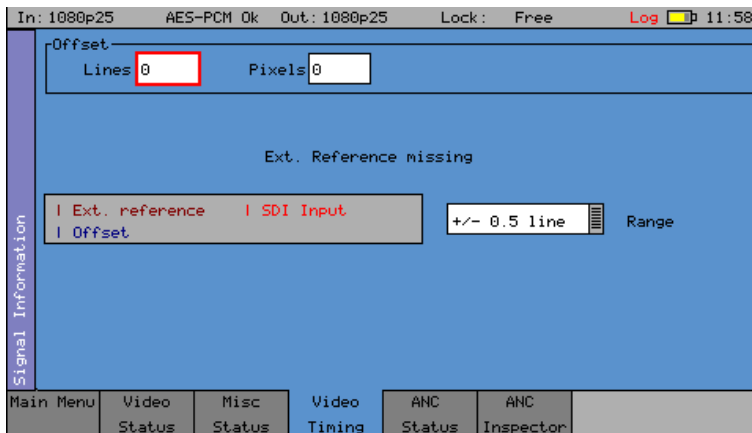 In: 1080p25 AES-PCM Ok Out: 1080p25 Lock: Free Log 11:58
Offset
Lines 0 Pixels 0
Ext. Reference missing
| Ext. reference | SDI Input
| Offset
+/- 0.5 line Range
Signal Information
Main Menu
Video Status
Misc Status
Video Timing
ANC Status
ANC Inspector